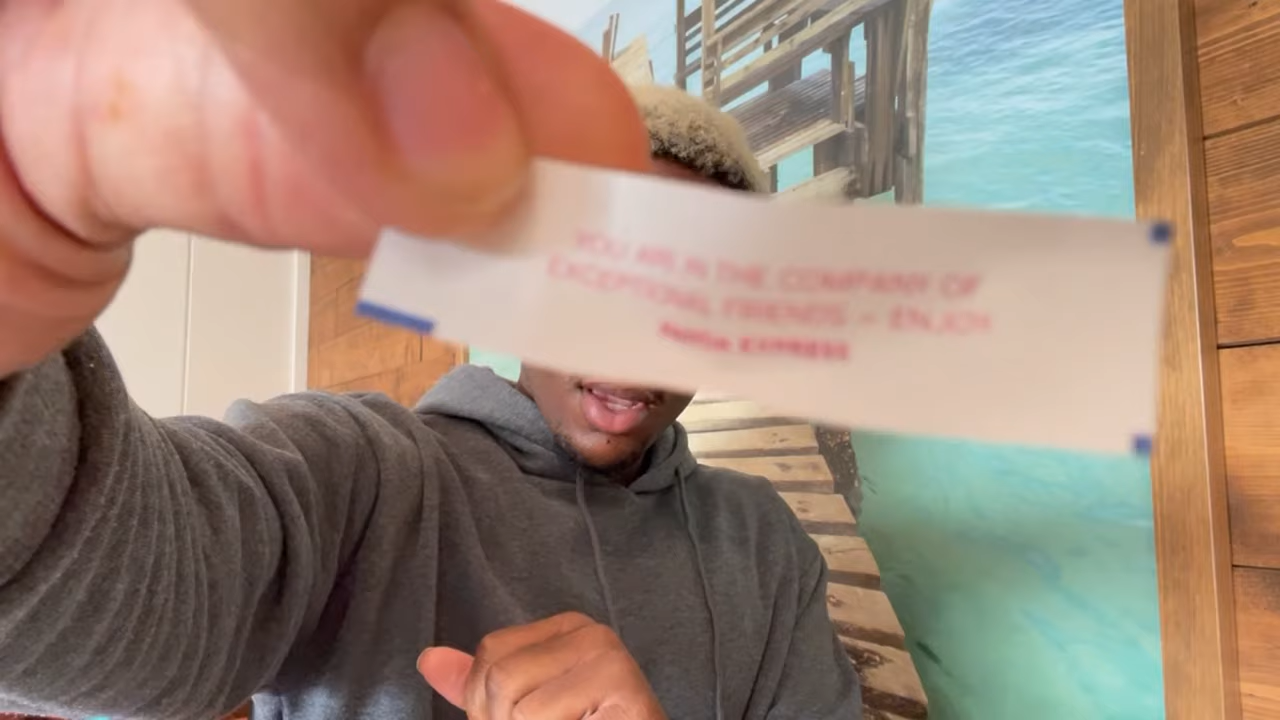 YOU ARE IN THE COMPANY OF
EXCEPTIONAL FRIENDS – ENJOY
PANDA EXPRESS